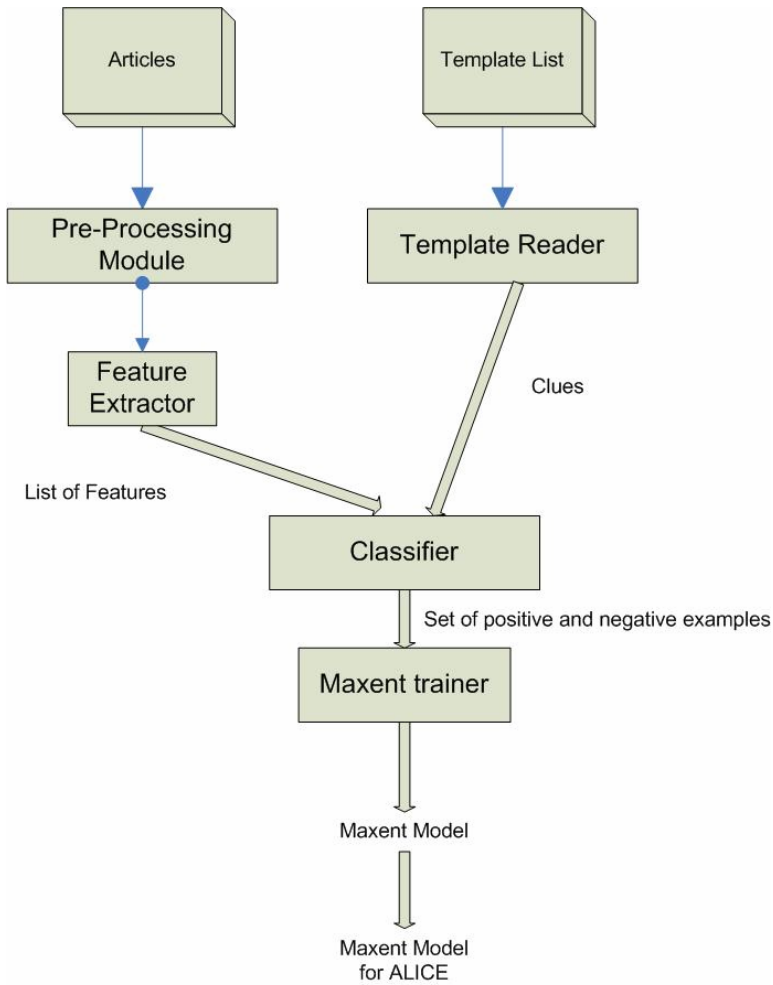 Articles
Template List
Pre-Processing
Module
Template Reader
Feature
Extractor
Clues
List of Features
Classifier
Set of positive and negative examples
Maxent trainer
Maxent Model
Maxent Model
for ALICE